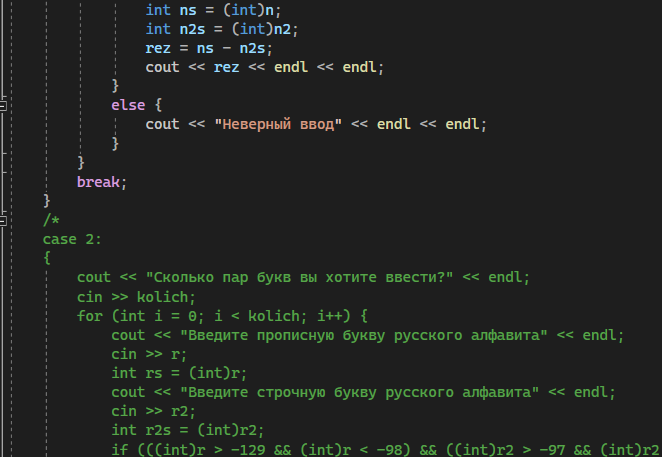 int ns = (int)n;
int n2s = (int)n2;
rez = ns - n2s;
cout << rez << endl << endl;
}
else {
cout << "Неверный ввод" << endl << endl;
}
}
break;
}
/*
case 2:
{
cout << "Сколько пар букв вы хотите ввести?" << endl;
cin >> kolich;
for (int i = 0; i < kolich; i++) {
cout << "Введите прописную букву русского алфавита" << endl;
cin >> r;
int rs = (int)r;
cout << "Введите строчную букву русского алфавита" << endl;
cin >> r2;
int r2s = (int)r2;
if (((int)r > -129 && (int)r < -98) && ((int)r2 > -97 && (int)r2